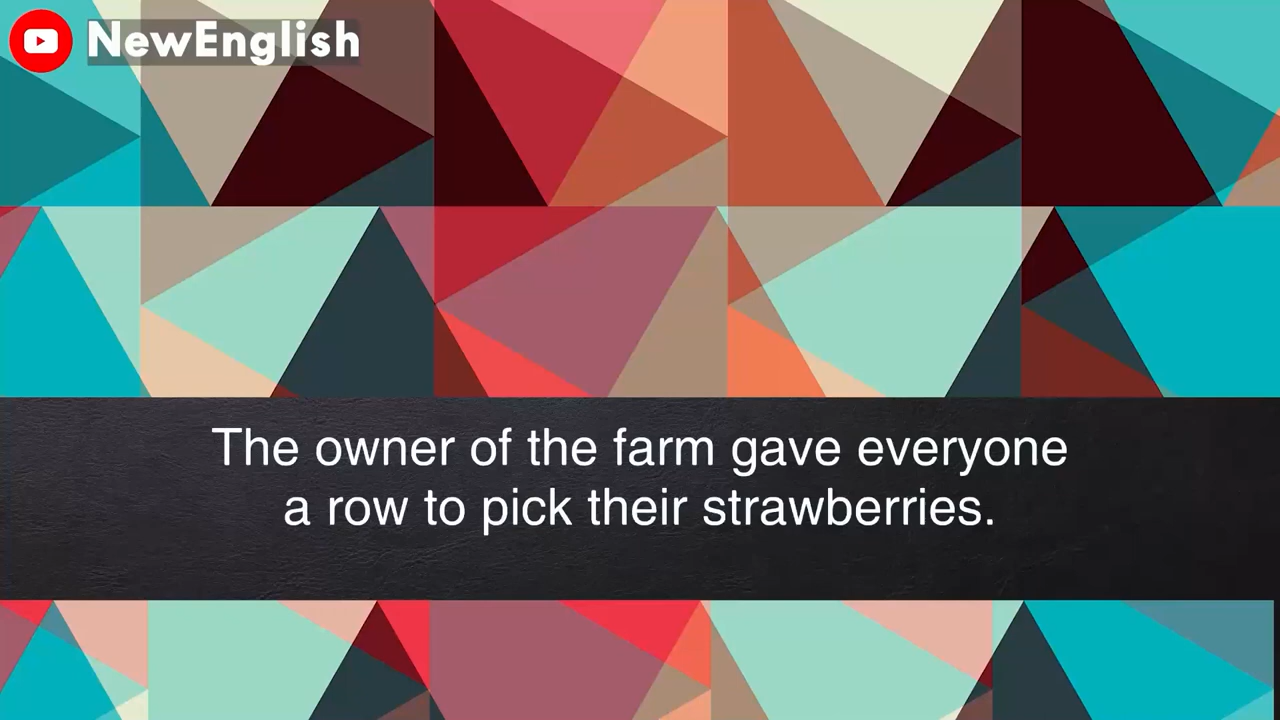 NewEnglish
The owner of the farm gave everyone
a row to pick their strawberries.